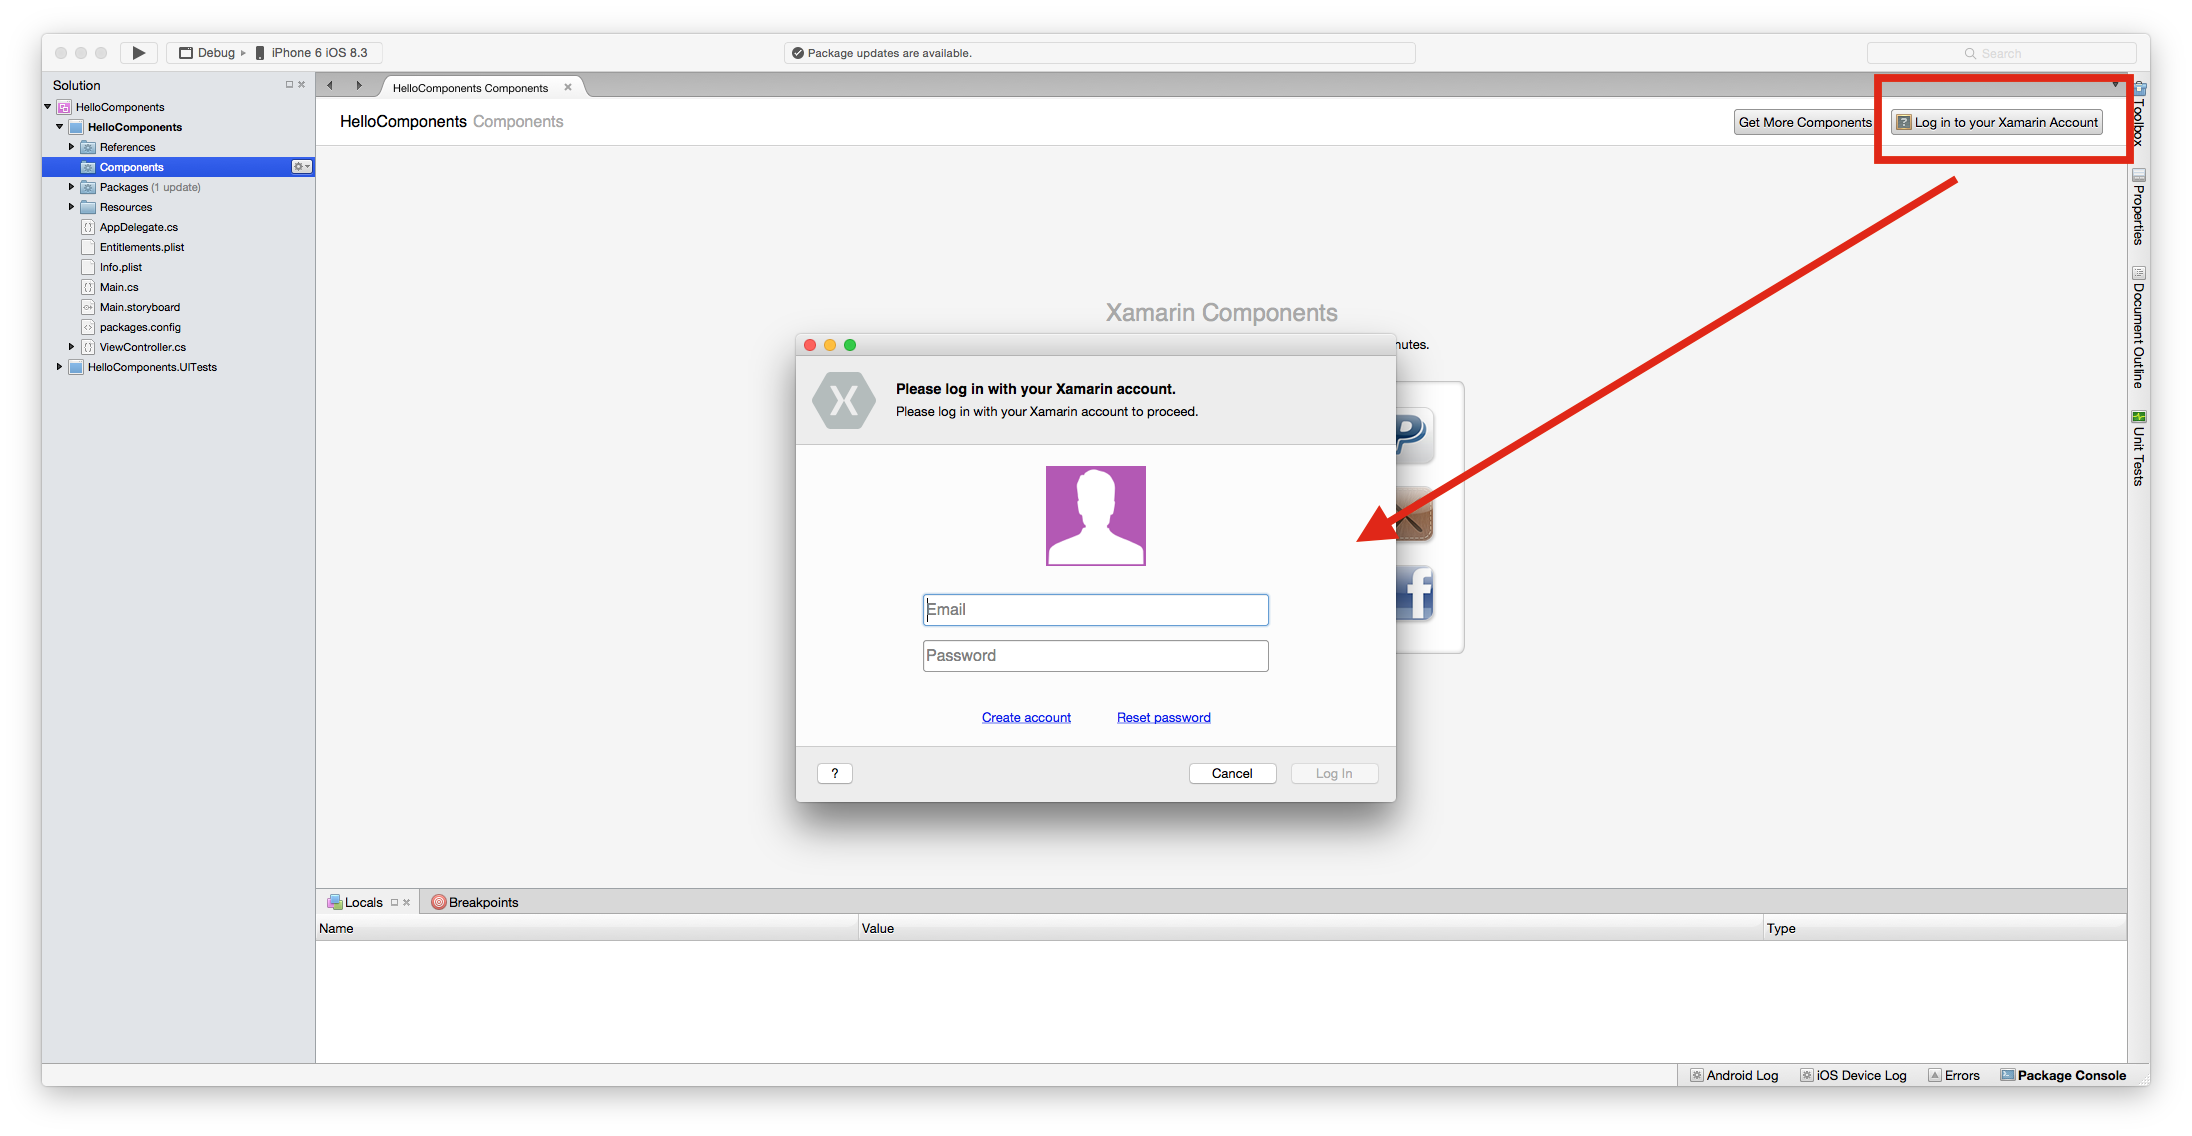 Debug
iPhone 6 iOS 8.3
Package updates are available.
Search
Solution
HelloComponents
HelloComponents
References
Components
Packages (1 update)
Resources
AppDelegate.cs
Entitlements.plist
Info.plist
Main.cs
Main.storyboard
packages.config
ViewController.cs
HelloComponents.UITests
HelloComponents Components
HelloComponents Components
Get More Components
Log in to your Xamarin Account
Xamarin Components
Please log in with your Xamarin account.
Please log in with your Xamarin account to proceed.
Email
Password
Create account
Reset password
?
Cancel
Log In
Toolbox
Properties
Document Outline
Unit Tests
Locals
Breakpoints
Name
Value
Type
Android Log
iOS Device Log
Errors
Package Console